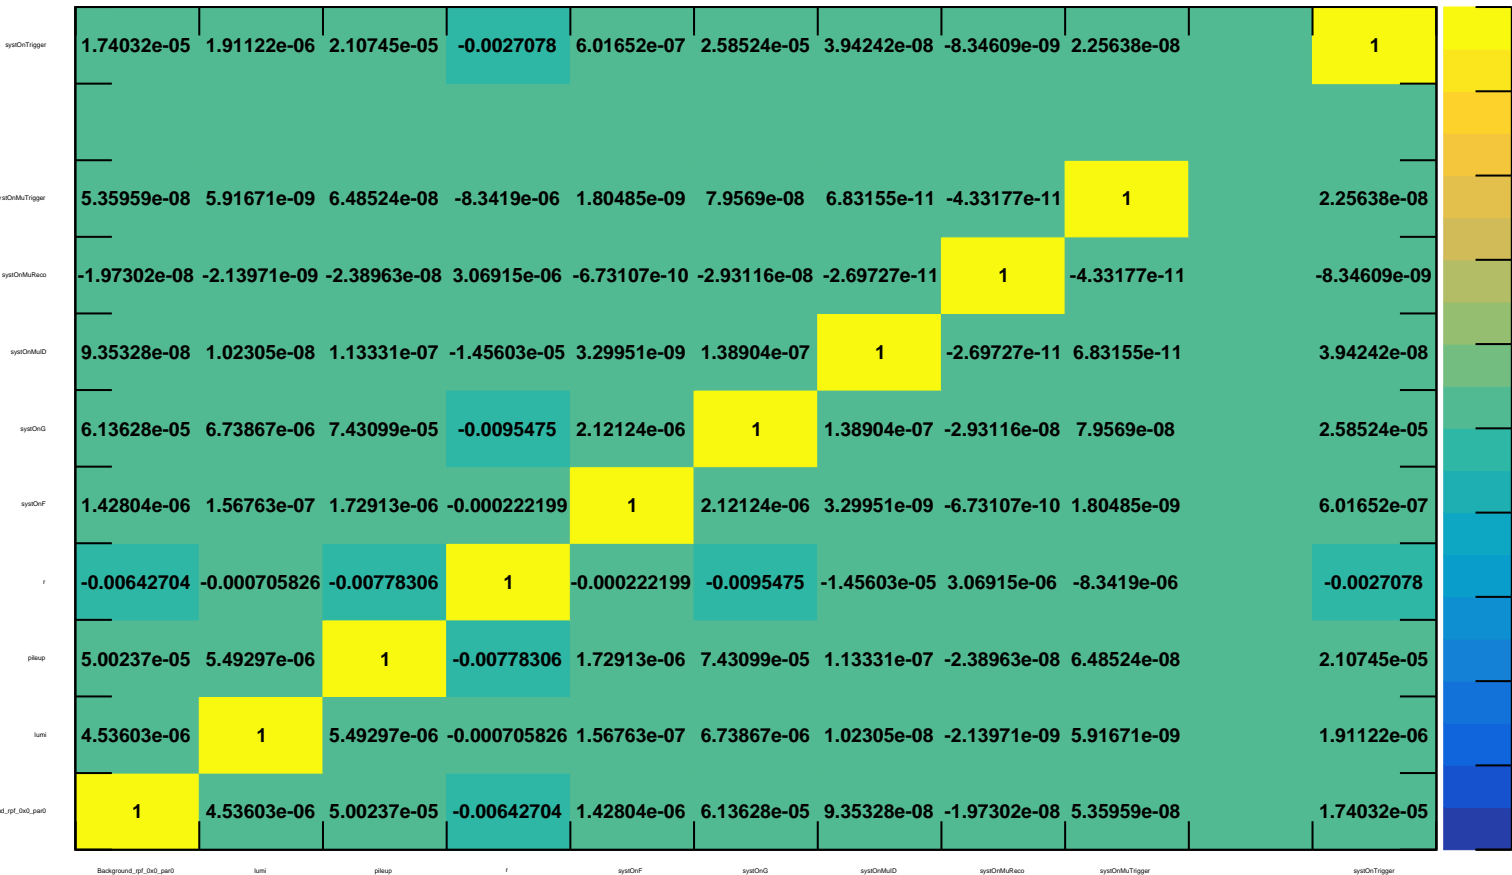 systOnTrigger 1.74032e-05 1.91122e-06 2.10745e-05 -0.0027078 6.01652e-07 2.58524e-05 3.94242e-08 -8.34609e-09 2.25638e-08 1
stOnMuTrigger 5.35959e-08 5.91671e-09 6.48524e-08 -8.3419e-06 1.80485e-09 7.9569e-08 6.83155e-11 -4.33177e-11 1 2.25638e-08
systOnMuReco -1.97302e-08 -2.13971e-09 -2.38963e-08 3.06915e-06 -6.73107e-10 -2.93116e-08 -2.69727e-11 1 -4.33177e-11 -8.34609e-09
systOnMuID 9.35328e-08 1.02305e-08 1.13331e-07 -1.45603e-05 3.29951e-09 1.38904e-07 1 -2.69727e-11 6.83155e-11 3.94242e-08
systOnG 6.13628e-05 6.73867e-06 7.43099e-05 -0.0095475 2.12124e-06 1 1.38904e-07 -2.93116e-08 7.9569e-08 2.58524e-05
systOnF 1.42804e-06 1.56763e-07 1.72913e-06 -0.000222199 1 2.12124e-06 3.29951e-09 -6.73107e-10 1.80485e-09 6.01652e-07
r -0.00642704 -0.000705826 -0.00778306 1 -0.000222199 -0.0095475 -1.45603e-05 3.06915e-06 -8.3419e-06 -0.0027078
pileup 5.00237e-05 5.49297e-06 1 -0.00778306 1.72913e-06 7.43099e-05 1.13331e-07 -2.38963e-08 6.48524e-08 2.10745e-05
lumi 4.53603e-06 1 5.49297e-06 -0.000705826 1.56763e-07 6.73867e-06 1.02305e-08 -2.13971e-09 5.91671e-09 1.91122e-06
d_rpf_0x0_par0 1 4.53603e-06 5.00237e-05 -0.00642704 1.42804e-06 6.13628e-05 9.35328e-08 -1.97302e-08 5.35959e-08 1.74032e-05
Background_rpf_0x0_par0 lumi pileup r systOnF systOnG systOnMuID systOnMuReco systOnMuTrigger systOnTrigger